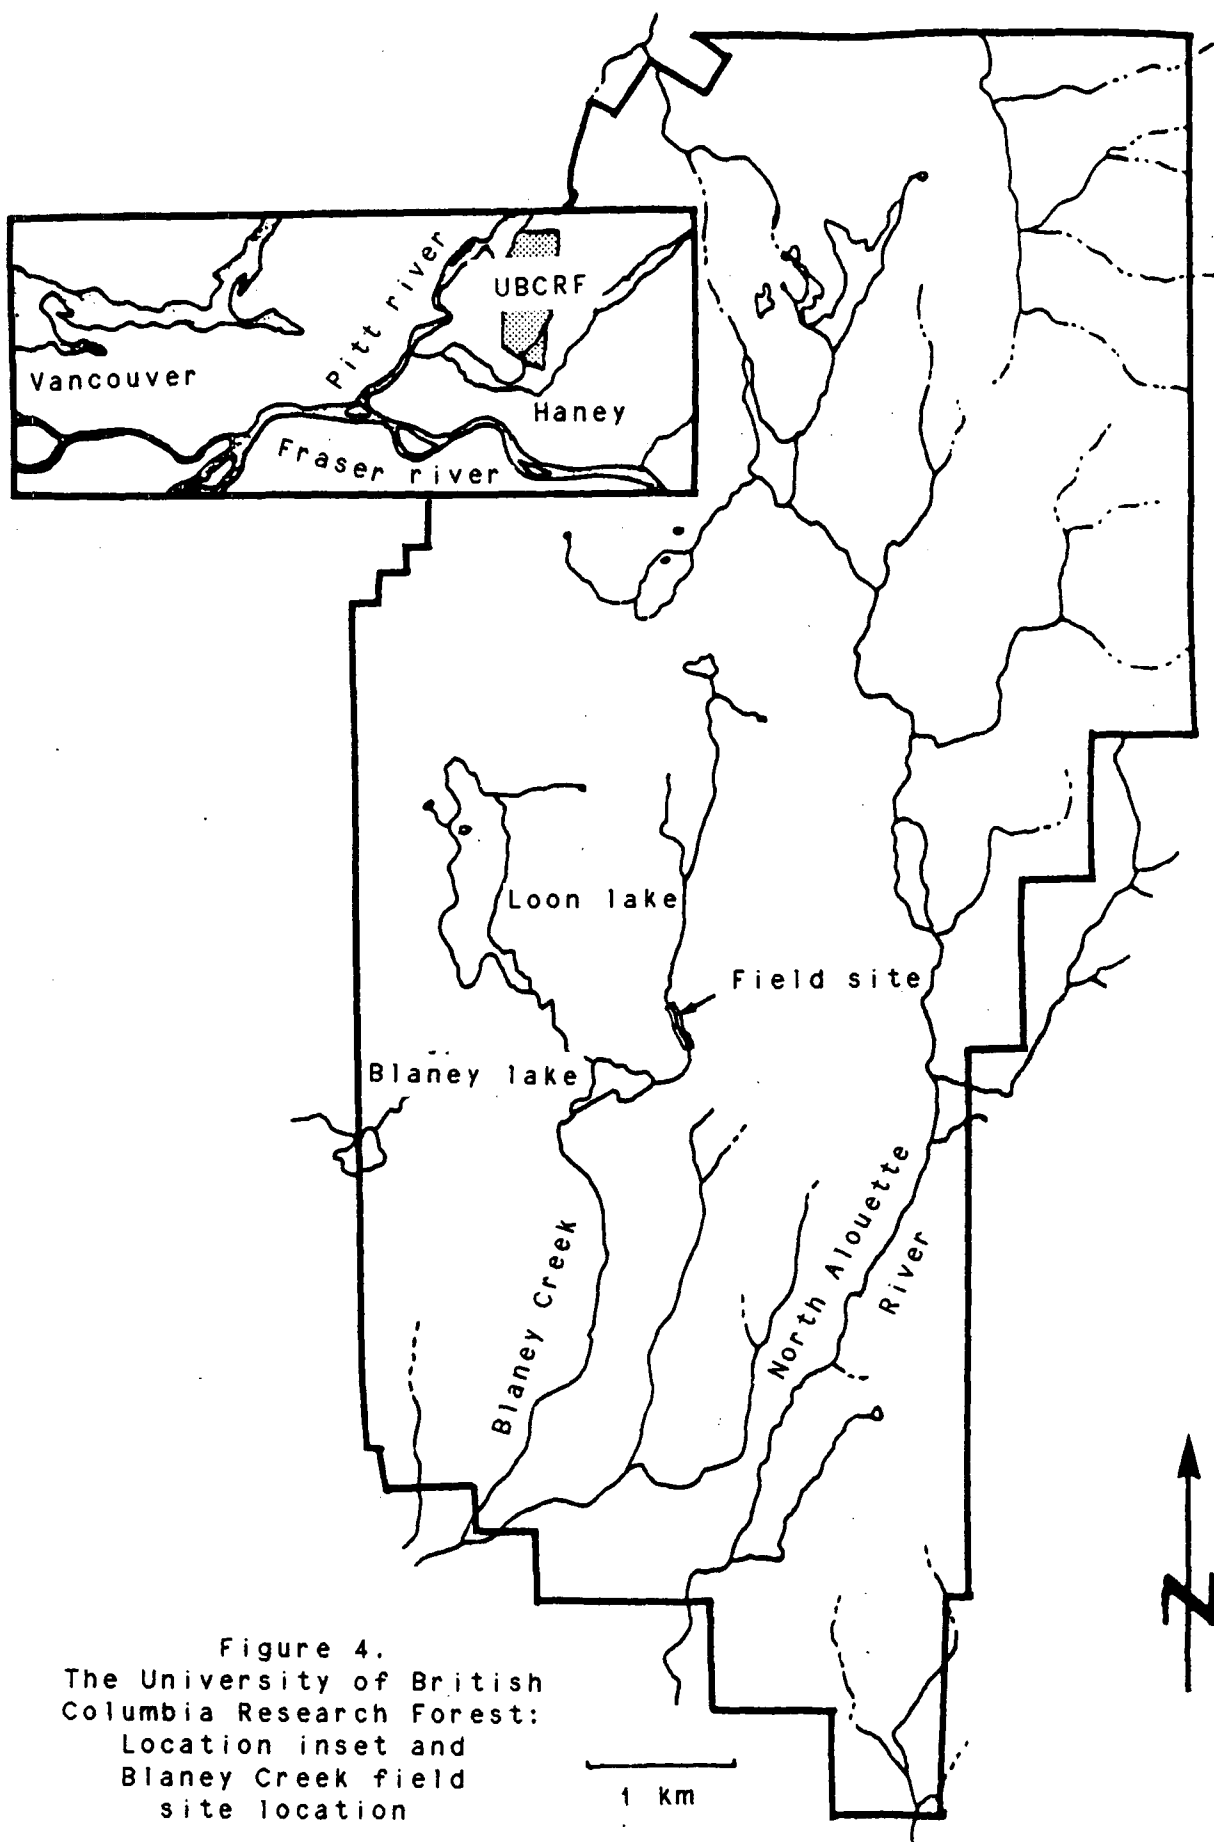 Pitt river
UBCRF
Vancouver
Haney
Fraser river
Loon lake
Field site
Blaney lake
North Alouette
River
Blaney Creek
N
Figure 4.
The University of British
Columbia Research Forest:
Location inset and
Blaney Creek field
site location
1 km